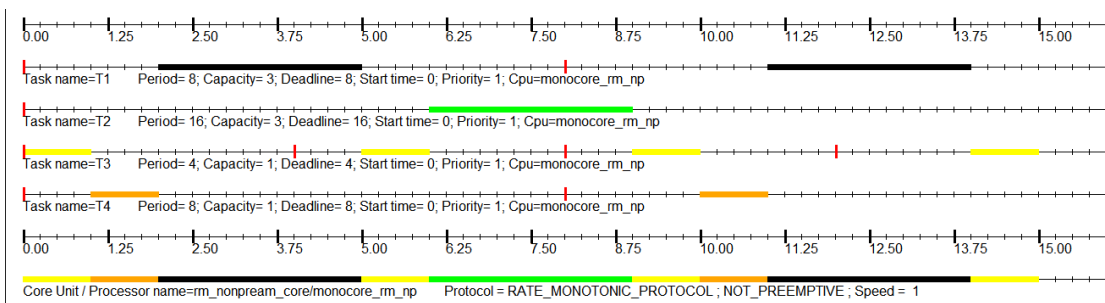 0.00 1.25 2.50 3.75 5.00 6.25 7.50 8.75 10.00 11.25 12.50 13.75 15.00
Task name=T1 Period= 8; Capacity= 3; Deadline= 8; Start time= 0; Priority= 1; Cpu=monocore_rm_np
Task name=T2 Period= 16; Capacity= 3; Deadline= 16; Start time= 0; Priority= 1; Cpu=monocore_rm_np
Task name=T3 Period= 4; Capacity= 1; Deadline= 4; Start time= 0; Priority= 1; Cpu=monocore_rm_np
Task name=T4 Period= 8; Capacity= 1; Deadline= 8; Start time= 0; Priority= 1; Cpu=monocore_rm_np
0.00 1.25 2.50 3.75 5.00 6.25 7.50 8.75 10.00 11.25 12.50 13.75 15.00
Core Unit / Processor name=rm_nonpream_core/monocore_rm_np Protocol = RATE_MONOTONIC_PROTOCOL ; NOT_PREEMPTIVE ; Speed = 1